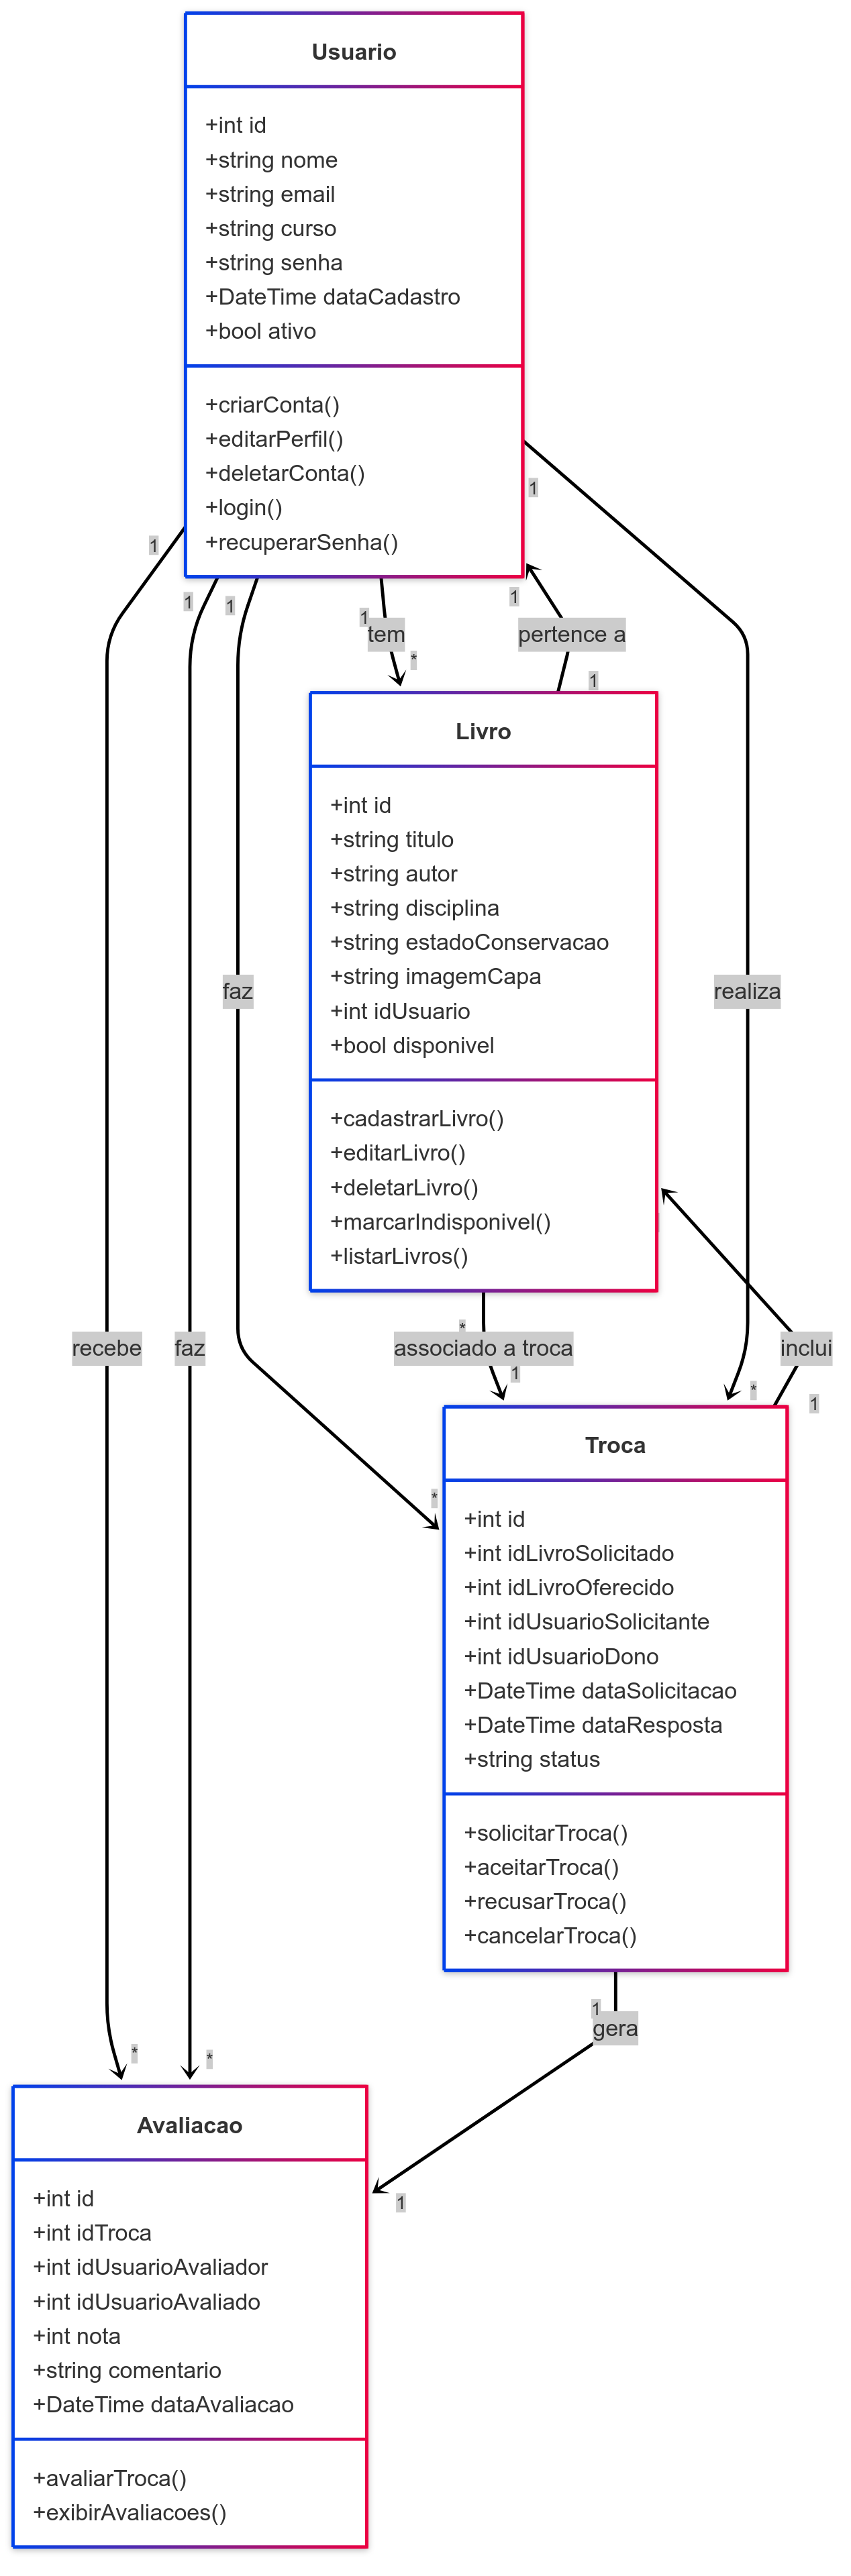 Usuario
+int id
+string nome
+string email
+string curso
+string senha
+DateTime dataCadastro
+bool ativo
+criarConta()
+editarPerfil()
+deletarConta()
+login()
+recuperarSenha()
1
1
1
1
1
1
tem
*
pertence a
1
Livro
+int id
+string titulo
+string autor
+string disciplina
+string estadoConservacao
+string imagemCapa
+int idUsuario
+bool disponivel
+cadastrarLivro()
+editarLivro()
+deletarLivro()
+marcarIndisponivel()
+listarLivros()
faz
realiza
recebe
faz
*
associado a troca
1
inclui
1
*
*
Troca
+int id
+int idLivroSolicitado
+int idLivroOferecido
+int idUsuarioSolicitante
+int idUsuarioDono
+DateTime dataSolicitacao
+DateTime dataResposta
+string status
+solicitarTroca()
+aceitarTroca()
+recusarTroca()
+cancelarTroca()
1
gera
1
*
*
Avaliacao
+int id
+int idTroca
+int idUsuarioAvaliador
+int idUsuarioAvaliado
+int nota
+string comentario
+DateTime dataAvaliacao
+avaliarTroca()
+exibirAvaliacoes()